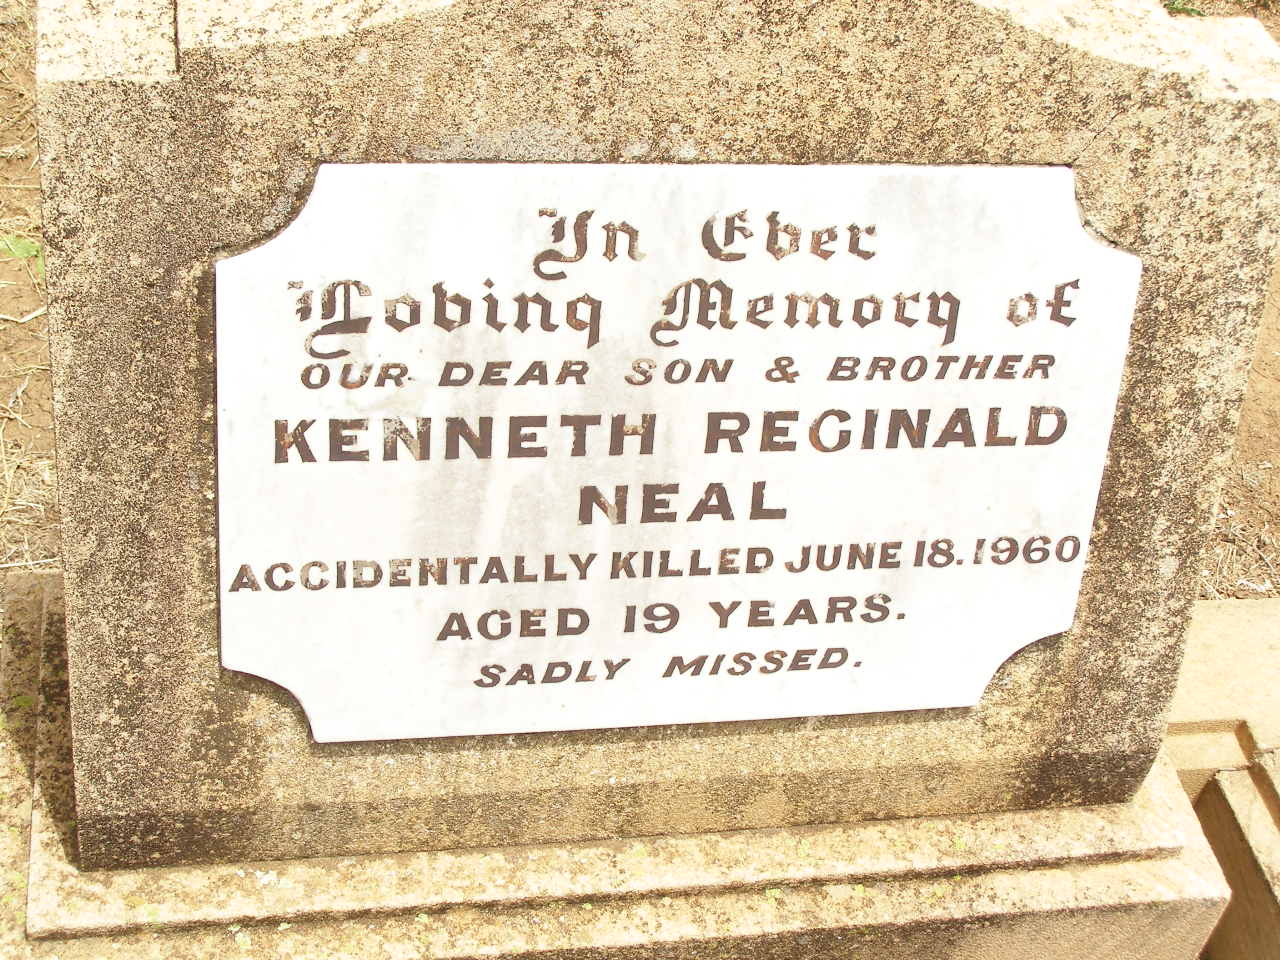 In Ever
Loving Memory of
OUR DEAR SON & BROTHER
KENNETH REGINALD
NEAL
ACCIDENTALLY KILLED JUNE 18. 1960
AGED 19 YEARS.
SADLY MISSED.